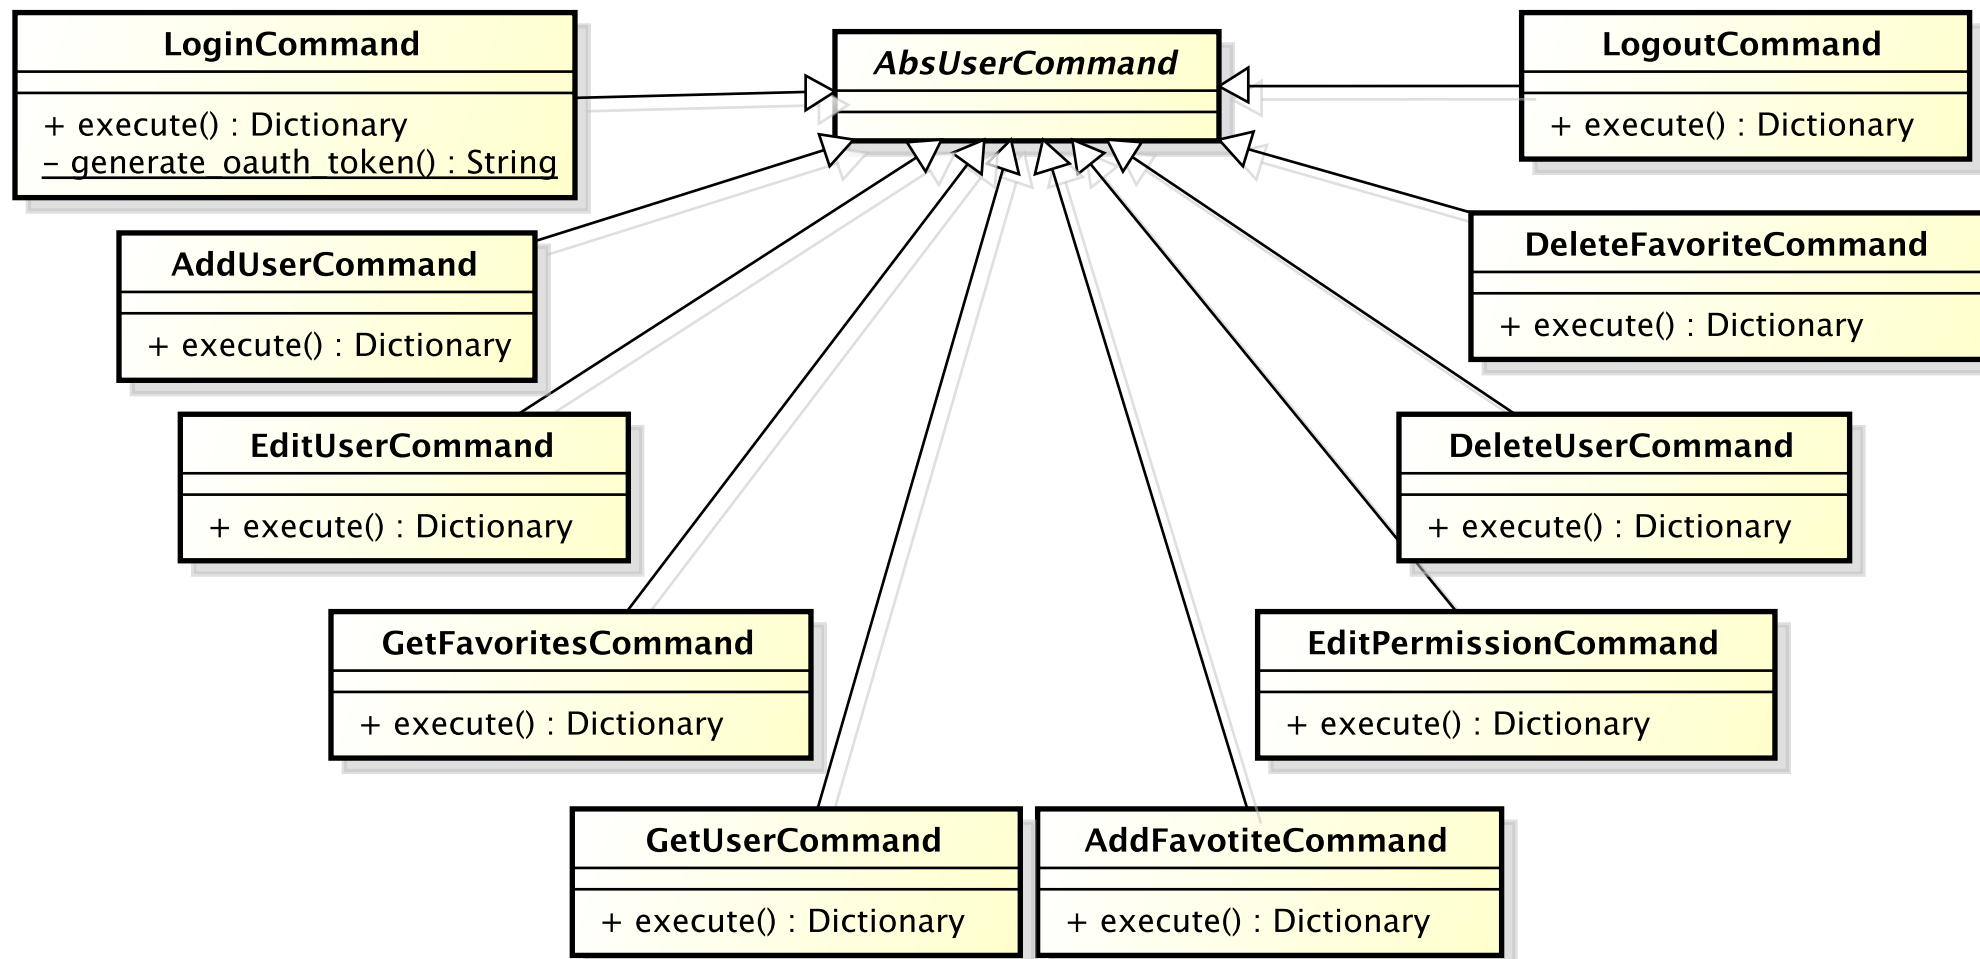 LoginCommand
+ execute() : Dictionary
- generate_oauth_token() : String
AbsUserCommand
LogoutCommand
+ execute() : Dictionary
AddUserCommand
+ execute() : Dictionary
DeleteFavoriteCommand
+ execute() : Dictionary
EditUserCommand
+ execute() : Dictionary
DeleteUserCommand
+ execute() : Dictionary
GetFavoritesCommand
+ execute() : Dictionary
EditPermissionCommand
+ execute() : Dictionary
GetUserCommand
+ execute() : Dictionary
AddFavotiteCommand
+ execute() : Dictionary